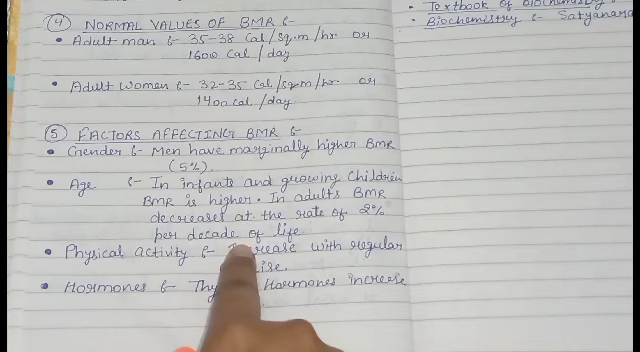 ④ NORMAL VALUES OF BMR :-
• Adult man :- 35-38 Cal/sq.m/hr. or
1600 Cal / day
• Adult Women :- 32-35 Cal/sq.m/hr. or
1400 cal /day.
⑤ FACTORS AFFECTING BMR :-
• Gender :- Men have marginally higher BMR
(5%).
• Age :- In infants and growing children
BMR is higher. In adults BMR
decreases at the rate of 2%
per decade of life
• Physical activity :- with regular
• Hormones :- Hormones increase
• Textbook of Biochemistry
• Biochemistry :- Satyanara